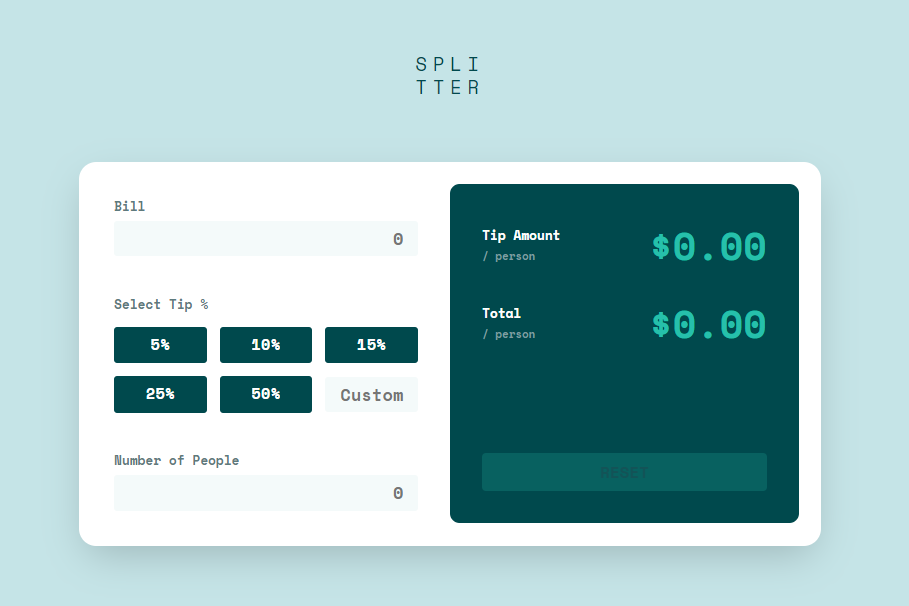 SPLI
TTER
Bill
0
Select Tip %
5% 10% 15%
25% 50% Custom
Number of People
0
Tip Amount
/ person
$0.00
Total
/ person
$0.00
RESET